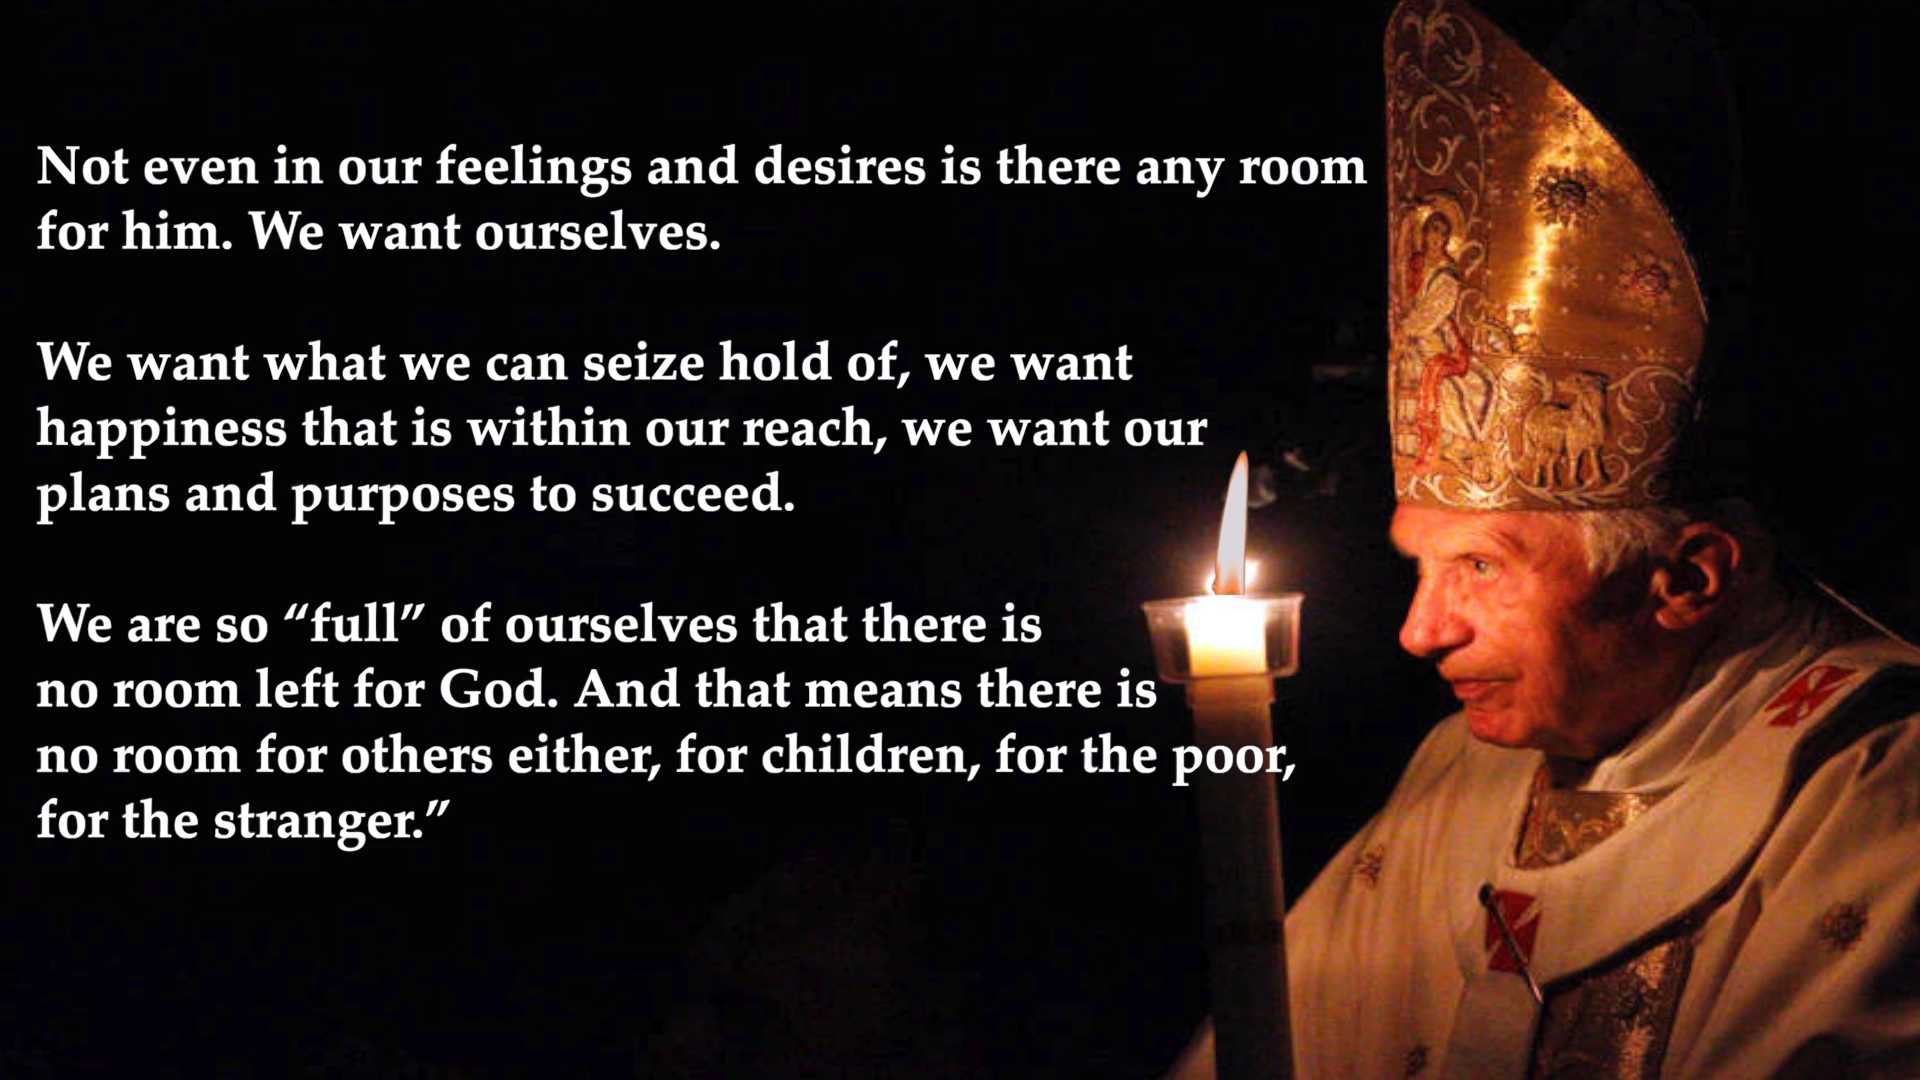 Not even in our feelings and desires is there any room
for him. We want ourselves.
We want what we can seize hold of, we want
happiness that is within our reach, we want our
plans and purposes to succeed.
We are so “full” of ourselves that there is
no room left for God. And that means there is
no room for others either, for children, for the poor,
for the stranger.”